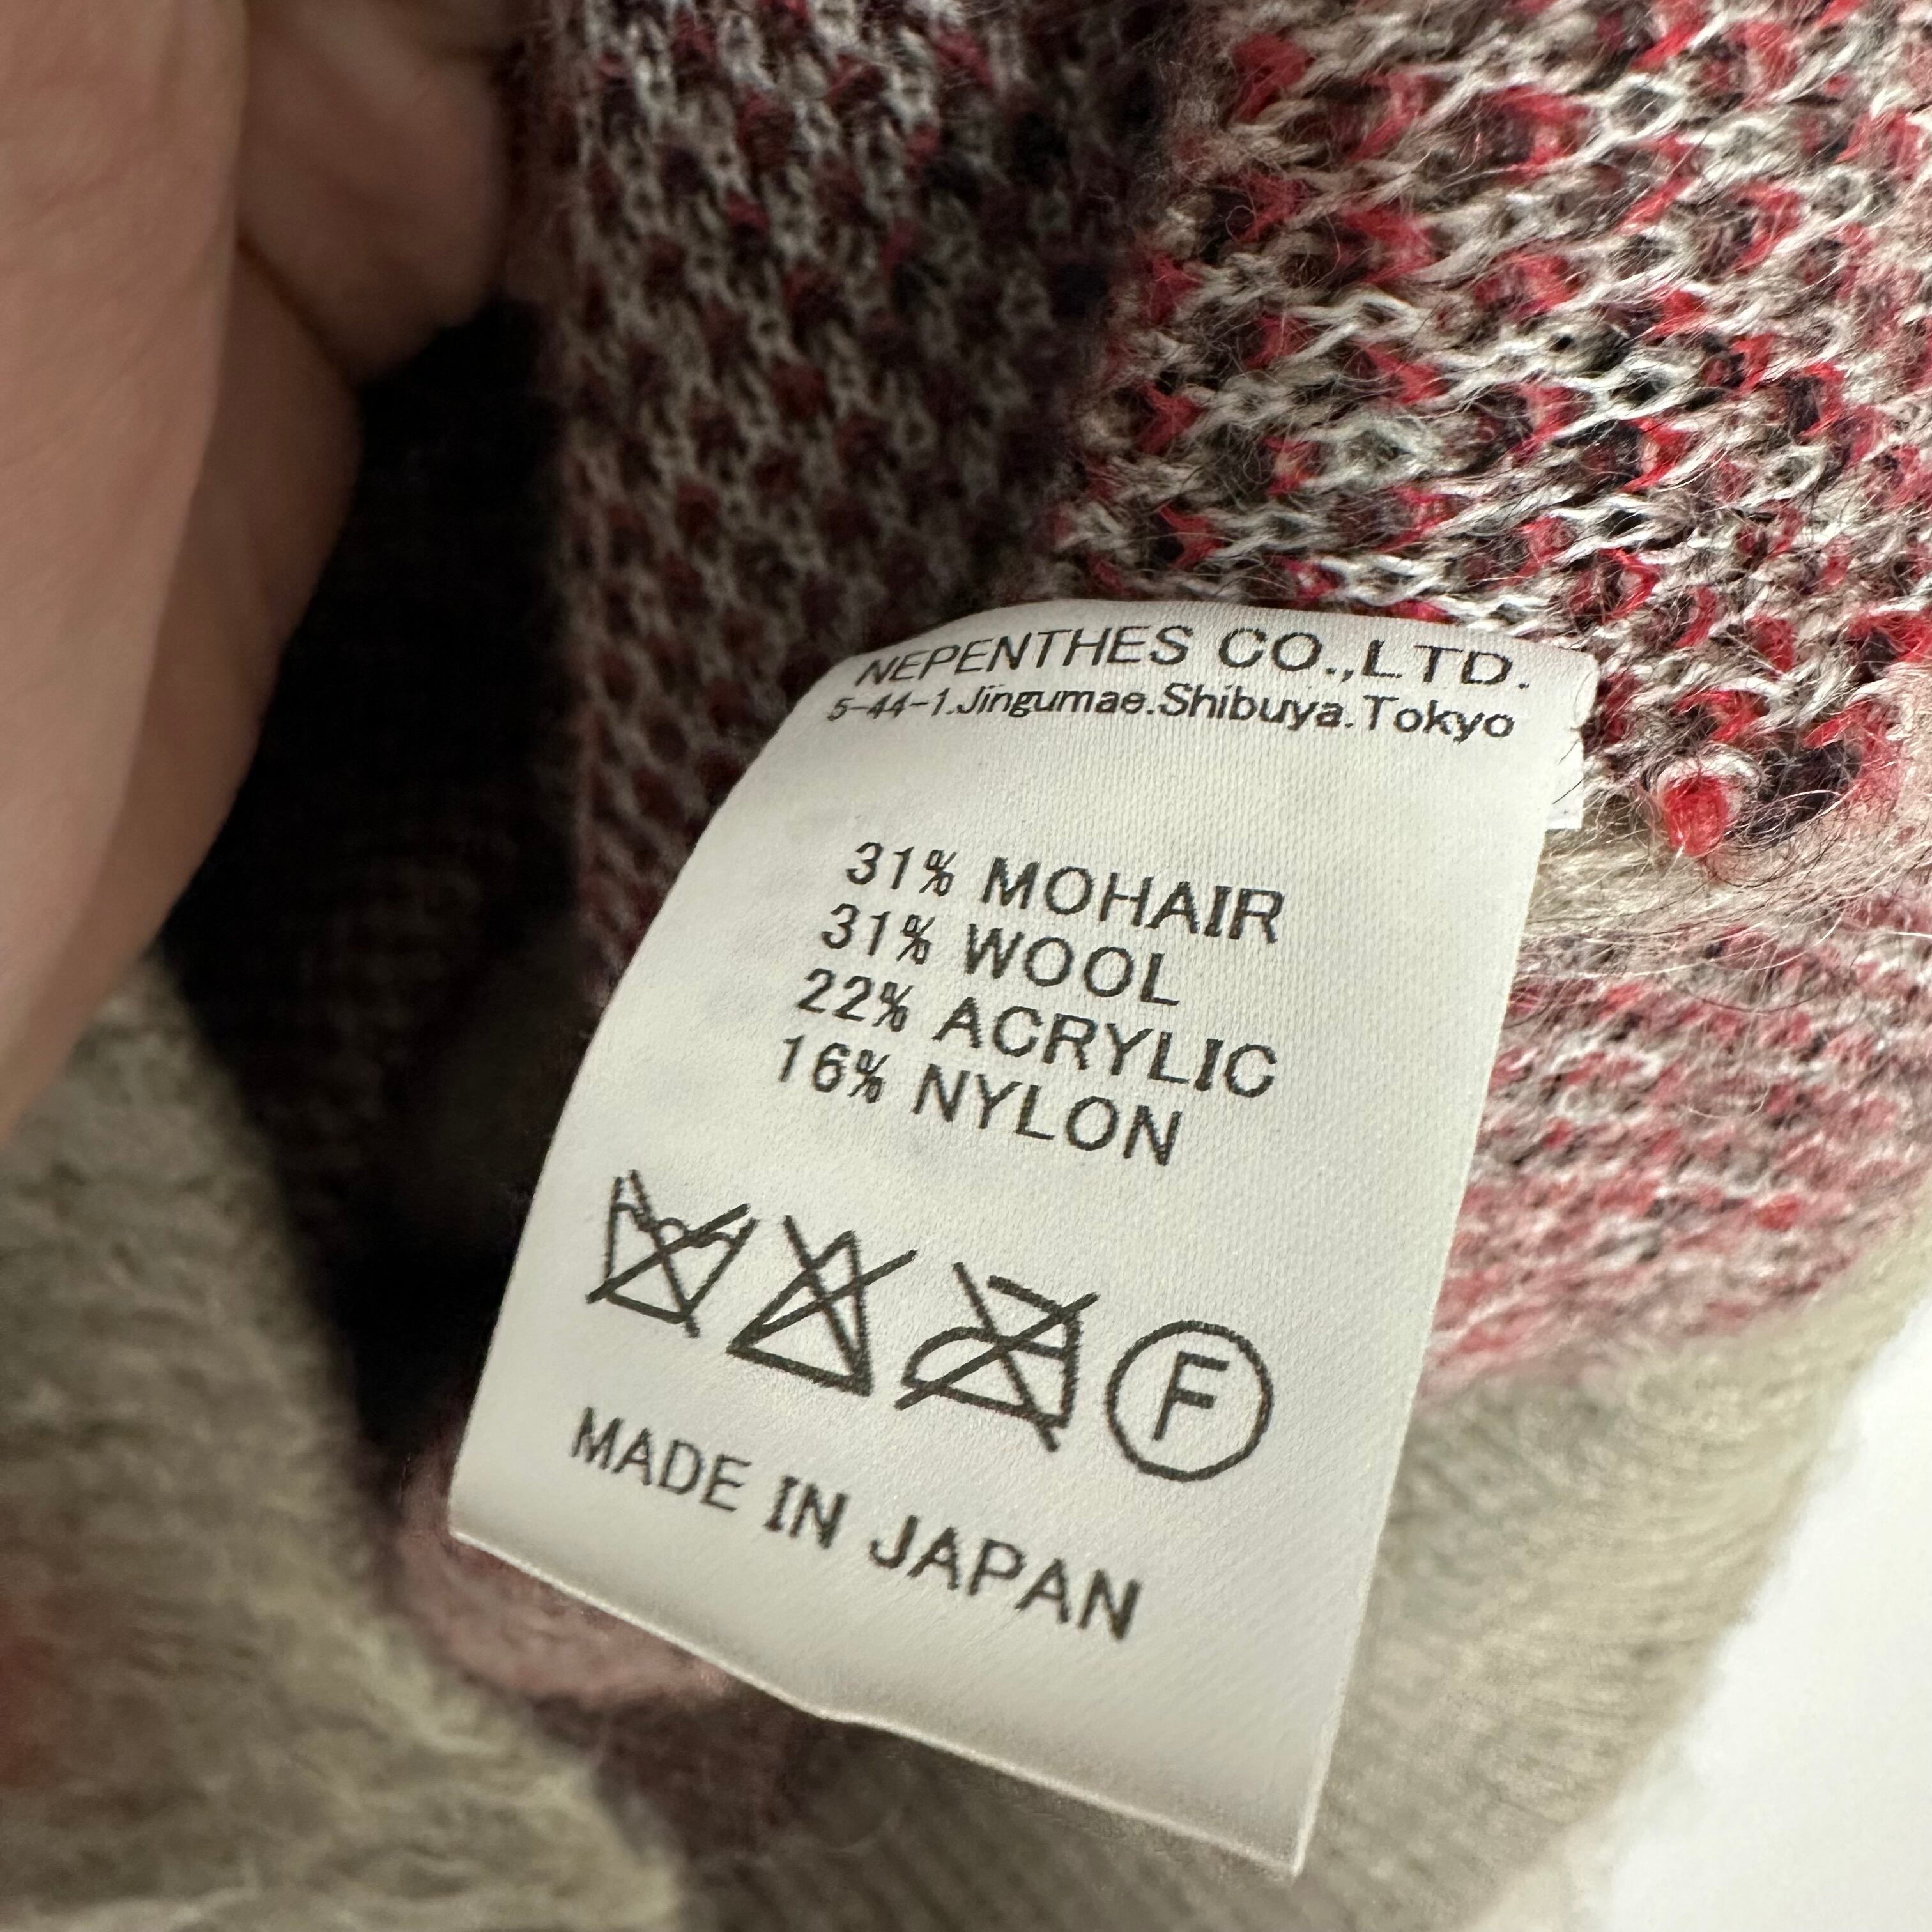 NEPENTHES CO.,LTD.
5-44-1.Jingumae.Shibuya.Tokyo
31% MOHAIR
31% WOOL
22% ACRYLIC
16% NYLON
F
MADE IN JAPAN